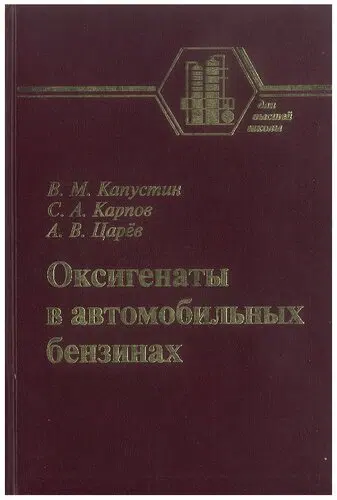 для
высшей
школы
В. М. Капустин
С. А. Карпов
А. В. Царёв
Оксигенаты
в автомобильных
бензинах